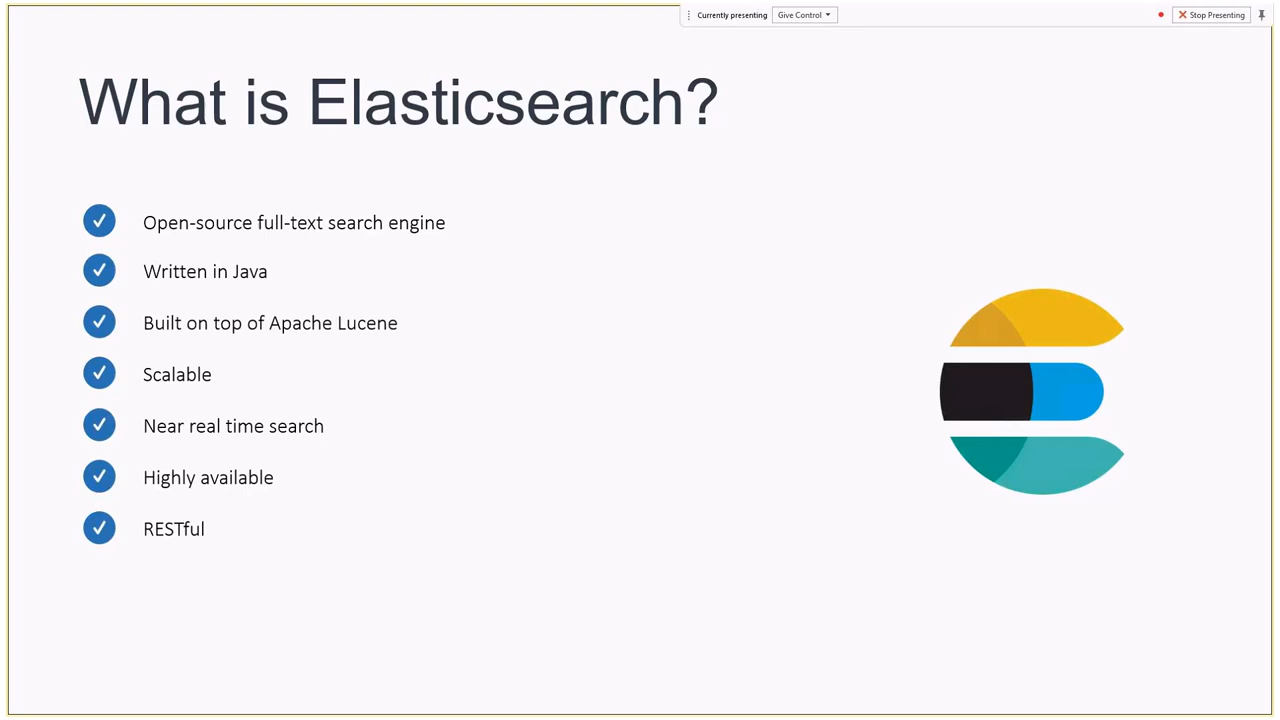 Currently presenting Give Control Stop Presenting
What is Elasticsearch?
Open-source full-text search engine
Written in Java
Built on top of Apache Lucene
Scalable
Near real time search
Highly available
RESTful